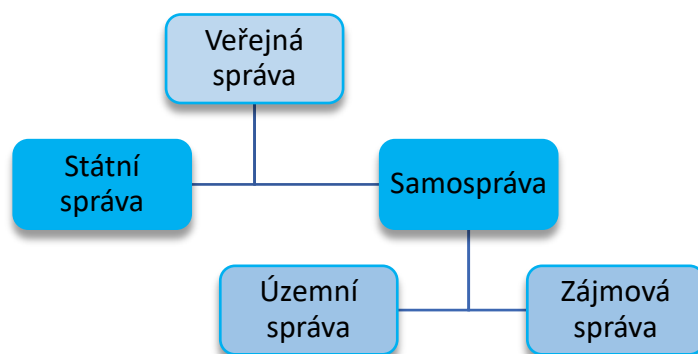 Veřejná
správa
Státní
správa
Samospráva
Územní
správa
Zájmová
správa